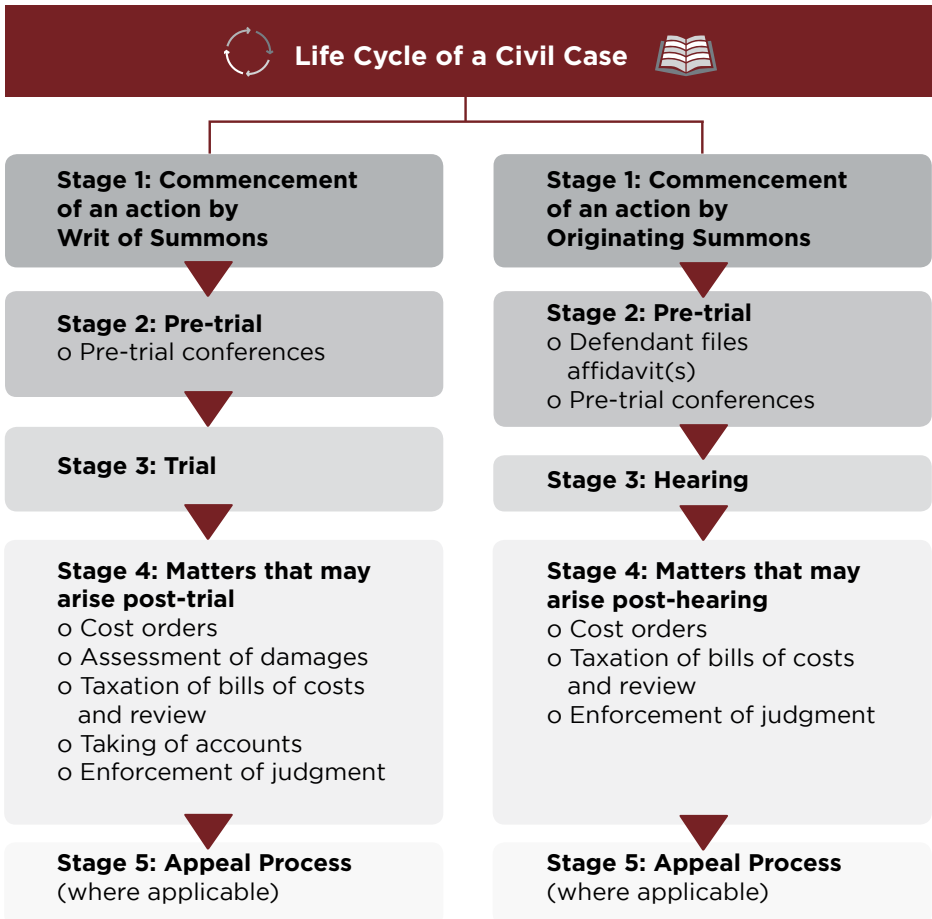 Life Cycle of a Civil Case
Stage 1: Commencement
of an action by
Writ of Summons
Stage 2: Pre-trial
o Pre-trial conferences
Stage 3: Trial
Stage 4: Matters that may
arise post-trial
o Cost orders
o Assessment of damages
o Taxation of bills of costs
and review
o Taking of accounts
o Enforcement of judgment
Stage 5: Appeal Process
(where applicable)
Stage 1: Commencement
of an action by
Originating Summons
Stage 2: Pre-trial
o Defendant files
affidavit(s)
o Pre-trial conferences
Stage 3: Hearing
Stage 4: Matters that may
arise post-hearing
o Cost orders
o Taxation of bills of costs
and review
o Enforcement of judgment
Stage 5: Appeal Process
(where applicable)